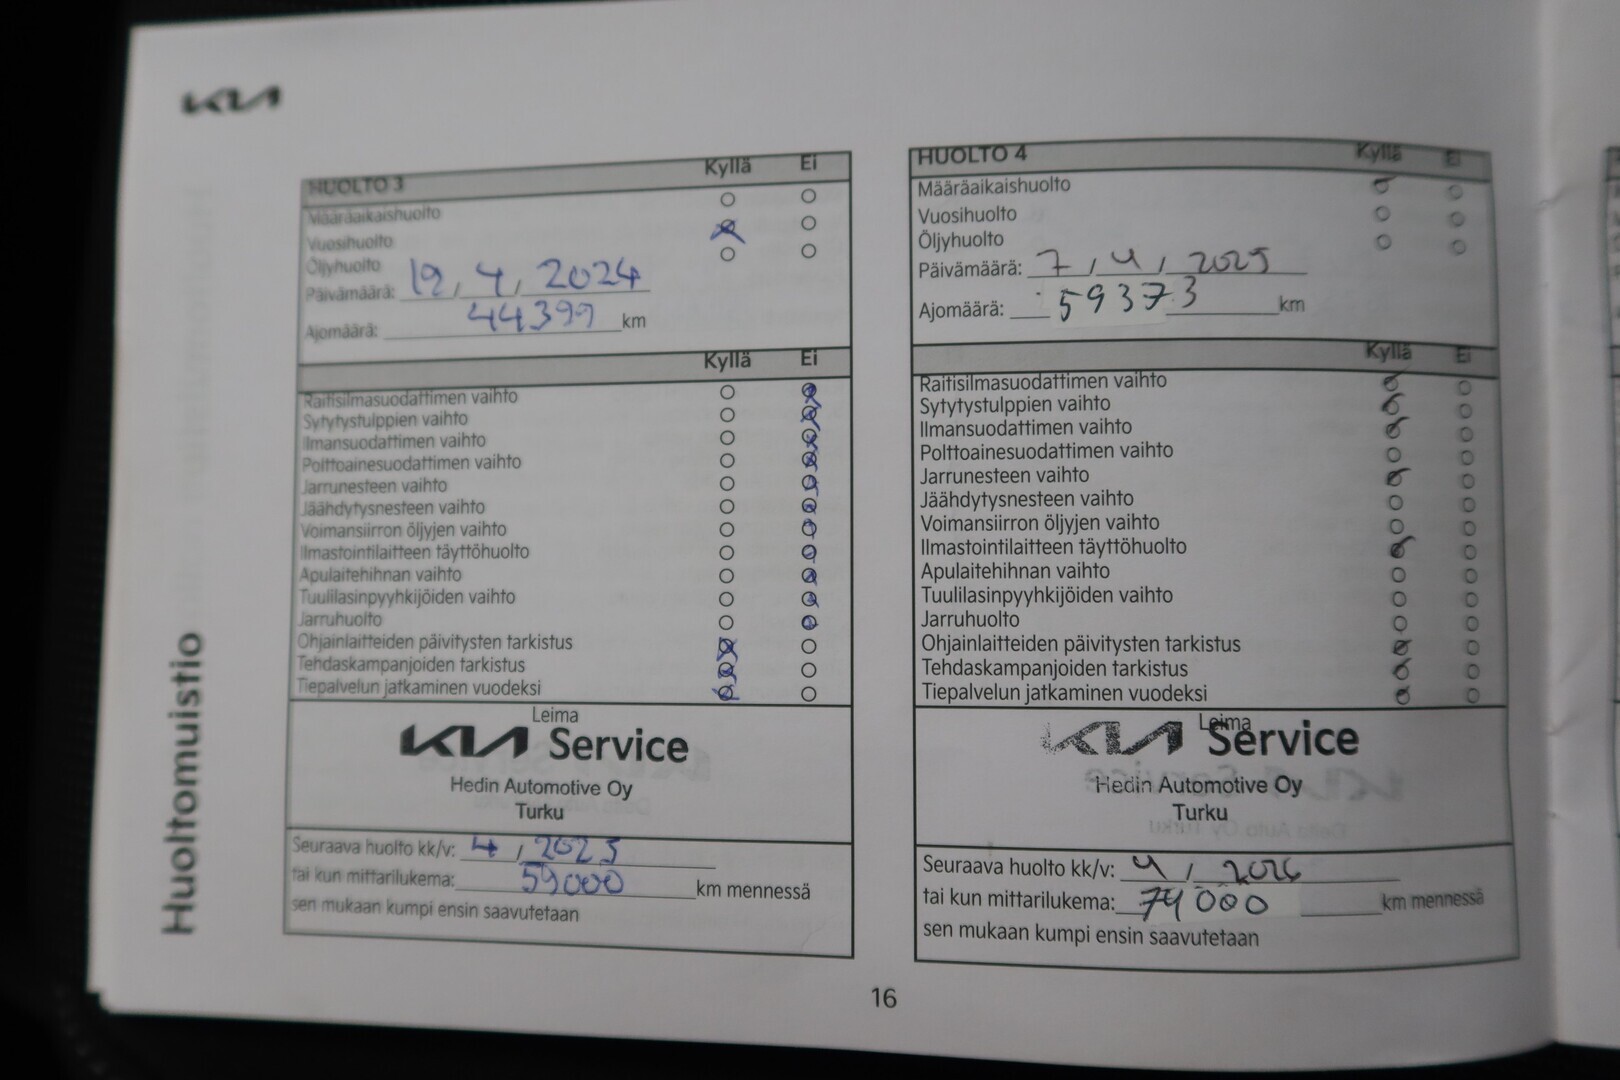 KIA
Huoltomuistio
HUOLTO 3 Kyllä Ei
Määräaikaishuolto
Vuosihuolto
Öljyhuolto
Päivämäärä: 19, 4, 2024
Ajomäärä: 44399 km
Kyllä Ei
Raitisilmasuodattimen vaihto
Sytytystulppien vaihto
Ilmansuodattimen vaihto
Polttoainesuodattimen vaihto
Jarrunesteen vaihto
Jäähdytysnesteen vaihto
Voimansiirron öljyjen vaihto
Ilmastointilaitteen täyttöhuolto
Apulaitehihnan vaihto
Tuulilasinpyyhkijöiden vaihto
Jarruhuolto
Ohjainlaitteiden päivitysten tarkistus
Tehdaskampanjoiden tarkistus
Tiepalvelun jatkaminen vuodeksi
Leima
KIA Service
Hedin Automotive Oy
Turku
Seuraava huolto kk/v: 4, 2025
tai kun mittarilukema: 59000 km mennessä
sen mukaan kumpi ensin saavutetaan
HUOLTO 4 Kyllä Ei
Määräaikaishuolto
Vuosihuolto
Öljyhuolto
Päivämäärä: 7, 4, 2025
Ajomäärä: 59373 km
Kyllä Ei
Raitisilmasuodattimen vaihto
Sytytystulppien vaihto
Ilmansuodattimen vaihto
Polttoainesuodattimen vaihto
Jarrunesteen vaihto
Jäähdytysnesteen vaihto
Voimansiirron öljyjen vaihto
Ilmastointilaitteen täyttöhuolto
Apulaitehihnan vaihto
Tuulilasinpyyhkijöiden vaihto
Jarruhuolto
Ohjainlaitteiden päivitysten tarkistus
Tehdaskampanjoiden tarkistus
Tiepalvelun jatkaminen vuodeksi
Leima
KIA Service
Hedin Automotive Oy
Turku
Seuraava huolto kk/v: 4, 2026
tai kun mittarilukema: 74000 km mennessä
sen mukaan kumpi ensin saavutetaan
16